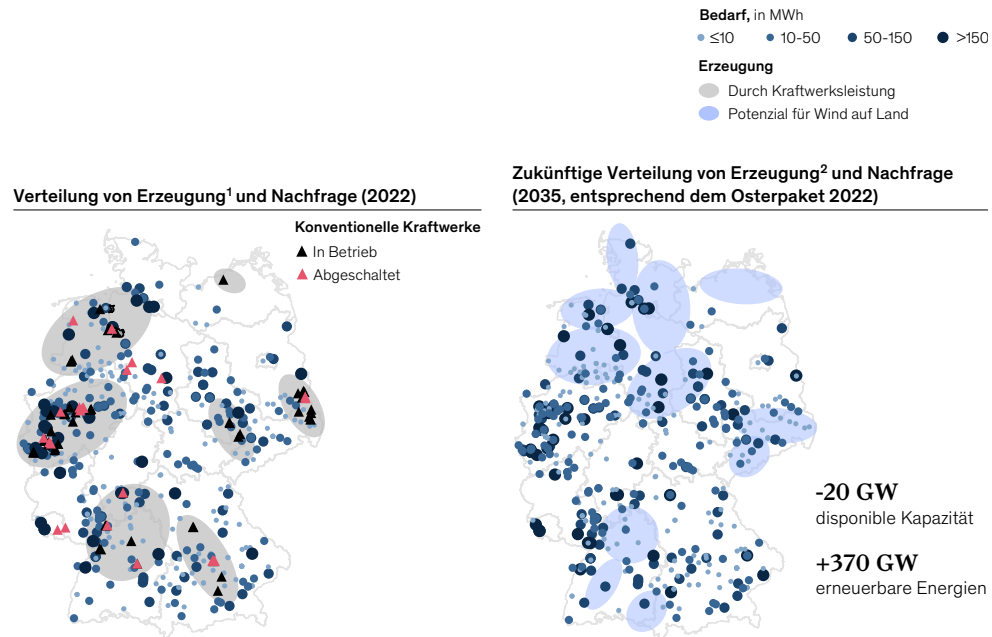 Bedarf, in MWh
≤10 10-50 50-150 >150
Erzeugung
Durch Kraftwerksleistung
Potenzial für Wind auf Land
Verteilung von Erzeugung¹ und Nachfrage (2022)
Konventionelle Kraftwerke
In Betrieb
Abgeschaltet
Zukünftige Verteilung von Erzeugung² und Nachfrage
(2035, entsprechend dem Osterpaket 2022)
-20 GW
disponible Kapazität
+370 GW
erneuerbare Energien